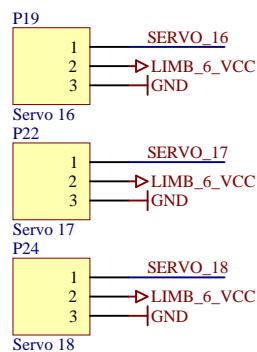 P19
1 SERVO_16
2 LIMB_6_VCC
3 GND
Servo 16
P22
1 SERVO_17
2 LIMB_6_VCC
3 GND
Servo 17
P24
1 SERVO_18
2 LIMB_6_VCC
3 GND
Servo 18